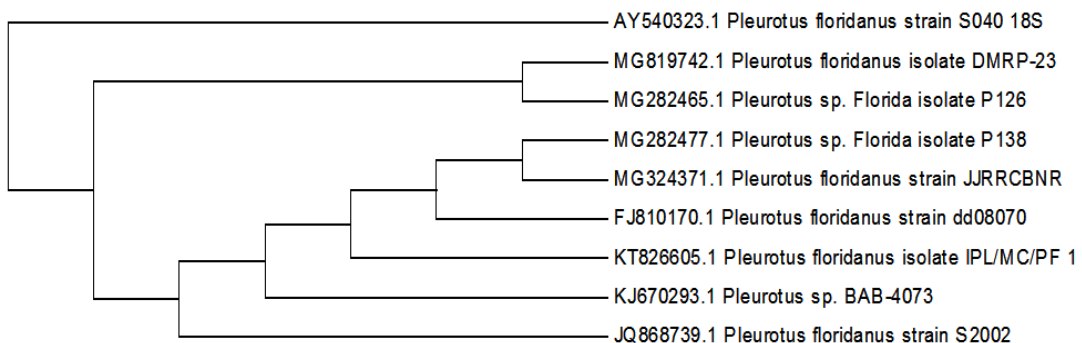 AY540323.1 Pleurotus floridanus strain S040 18S
MG819742.1 Pleurotus floridanus isolate DMRP-23
MG282465.1 Pleurotus sp. Florida isolate P126
MG282477.1 Pleurotus sp. Florida isolate P138
MG324371.1 Pleurotus floridanus strain JJRRCBNR
FJ810170.1 Pleurotus floridanus strain dd08070
KT826605.1 Pleurotus floridanus isolate IPL/MC/PF 1
KJ670293.1 Pleurotus sp. BAB-4073
JQ868739.1 Pleurotus floridanus strain S2002